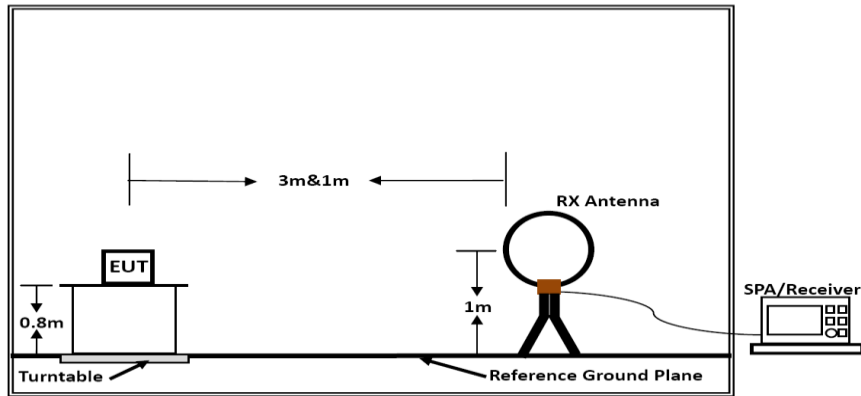 3m&1m
RX Antenna
EUT
SPA/Receiver
0.8m
1m
Turntable
Reference Ground Plane